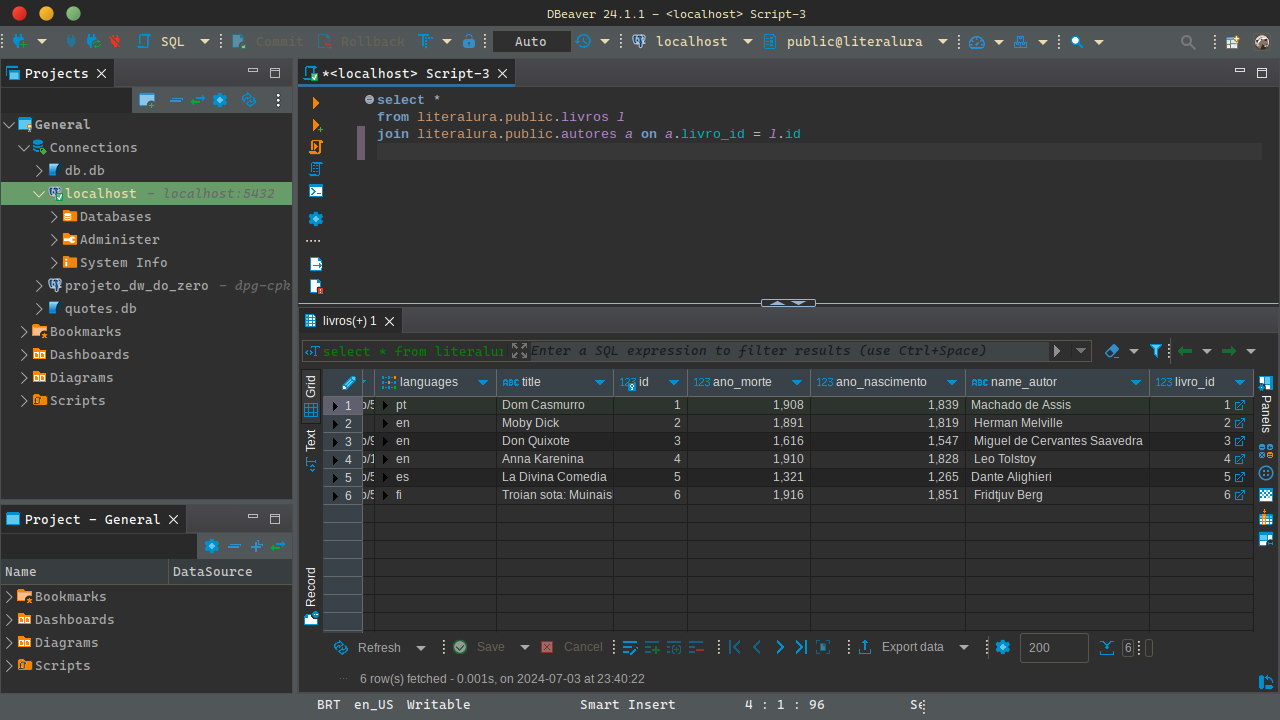 DBeaver 24.1.1 - <localhost> Script-3
SQL Commit Rollback Auto localhost public@literalura
Projects
General
Connections
db.db
localhost - localhost:5432
Databases
Administer
System Info
projeto_dw_do_zero - dpg-cpk
quotes.db
Bookmarks
Dashboards
Diagrams
Scripts
Project - General
Name DataSource
Bookmarks
Dashboards
Diagrams
Scripts
*<localhost> Script-3
select *
from literalura.public.livros l
join literalura.public.autores a on a.livro_id = l.id
livros(+) 1
select * from literalur Enter a SQL expression to filter results (use Ctrl+Space)
Grid
Text
Record
Panels
languages title id ano_morte ano_nascimento name_autor livro_id
1 pt Dom Casmurro 1 1,908 1,839 Machado de Assis 1
2 en Moby Dick 2 1,891 1,819 Herman Melville 2
3 en Don Quixote 3 1,616 1,547 Miguel de Cervantes Saavedra 3
4 en Anna Karenina 4 1,910 1,828 Leo Tolstoy 4
5 es La Divina Comedia 5 1,321 1,265 Dante Alighieri 5
6 fi Troian sota: Muinais 6 1,916 1,851 Fridtjuv Berg 6
Refresh Save Cancel Export data 200 6
6 row(s) fetched - 0.001s, on 2024-07-03 at 23:40:22
BRT en_US Writable Smart Insert 4 : 1 : 96 Se